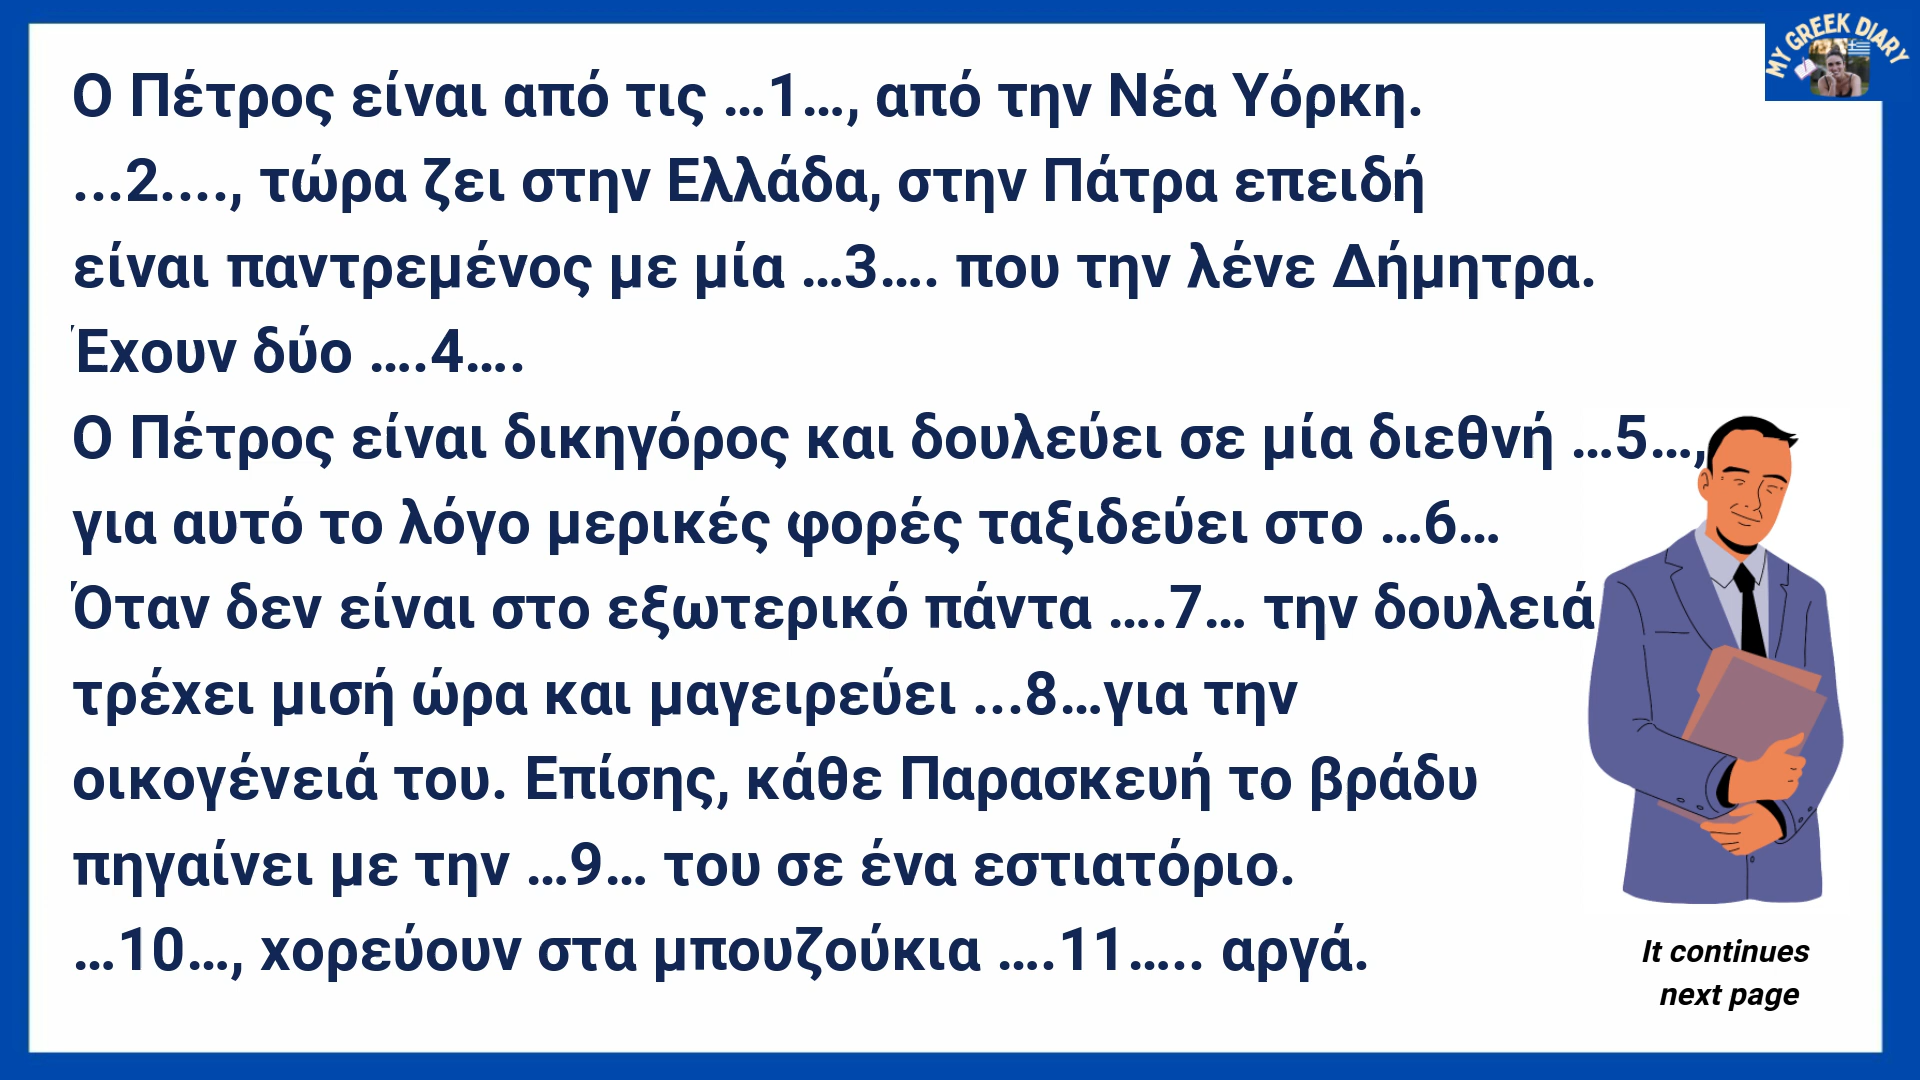 MY GREEK DIARY
Ο Πέτρος είναι από τις …1…, από την Νέα Υόρκη.
...2...., τώρα ζει στην Ελλάδα, στην Πάτρα επειδή
είναι παντρεμένος με μία …3…. που την λένε Δήμητρα.
Έχουν δύο ….4….
Ο Πέτρος είναι δικηγόρος και δουλεύει σε μία διεθνή …5…,
για αυτό το λόγο μερικές φορές ταξιδεύει στο …6…
Όταν δεν είναι στο εξωτερικό πάντα ….7… την δουλειά
τρέχει μισή ώρα και μαγειρεύει ...8…για την
οικογένειά του. Επίσης, κάθε Παρασκευή το βράδυ
πηγαίνει με την …9… του σε ένα εστιατόριο.
…10…, χορεύουν στα μπουζούκια ….11….. αργά.
It continues
next page